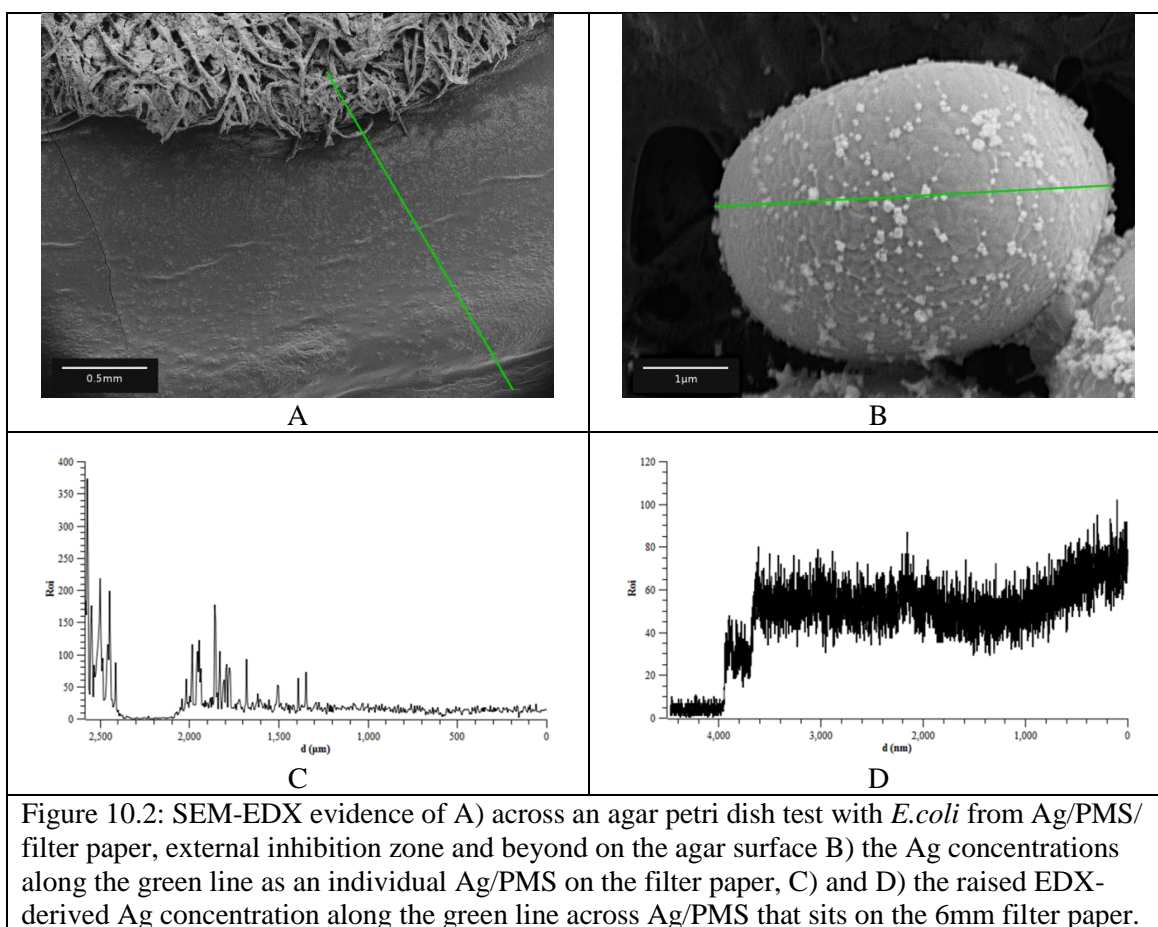 0.5mm
1µm
A
B
400
350
300
250
200
150
100
50
0
Roi
2,500
2,000
1,500
1,000
500
0
d (µm)
C
120
100
80
60
40
20
0
Roi
4,000
3,000
2,000
1,000
0
d (nm)
D
Figure 10.2: SEM-EDX evidence of A) across an agar petri dish test with E.coli from Ag/PMS/
filter paper, external inhibition zone and beyond on the agar surface B) the Ag concentrations
along the green line as an individual Ag/PMS on the filter paper, C) and D) the raised EDX-
derived Ag concentration along the green line across Ag/PMS that sits on the 6mm filter paper.